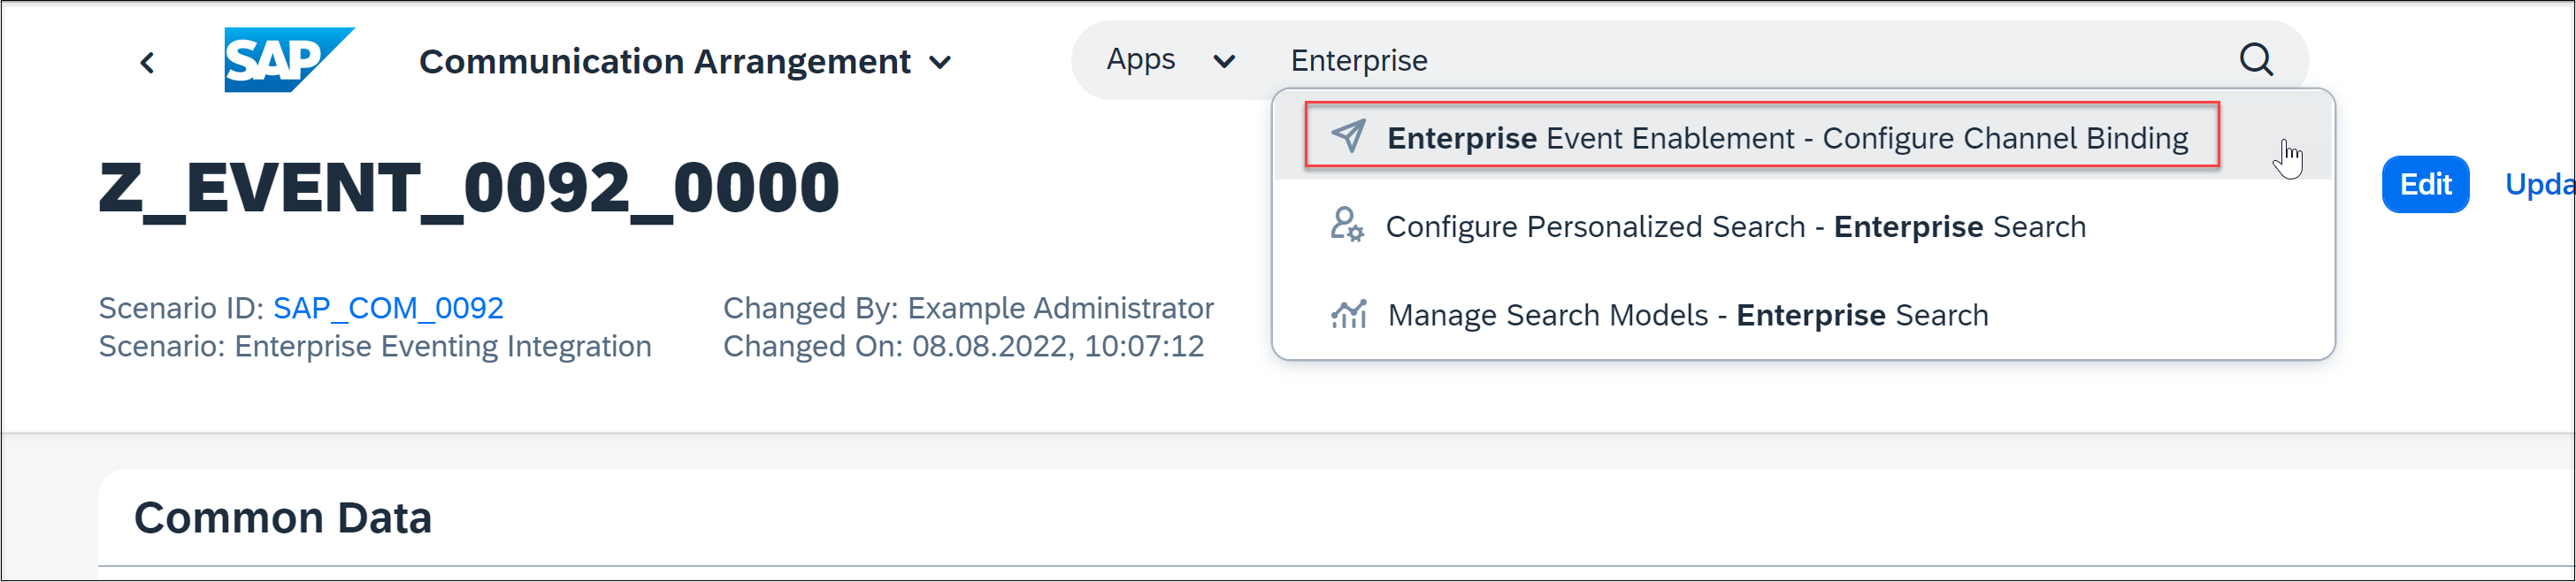 SAP
Communication Arrangement
Apps
Enterprise
Enterprise Event Enablement - Configure Channel Binding
Configure Personalized Search - Enterprise Search
Manage Search Models - Enterprise Search
Z_EVENT_0092_0000
Edit
Upda
Scenario ID: SAP_COM_0092
Scenario: Enterprise Eventing Integration
Changed By: Example Administrator
Changed On: 08.08.2022, 10:07:12
Common Data